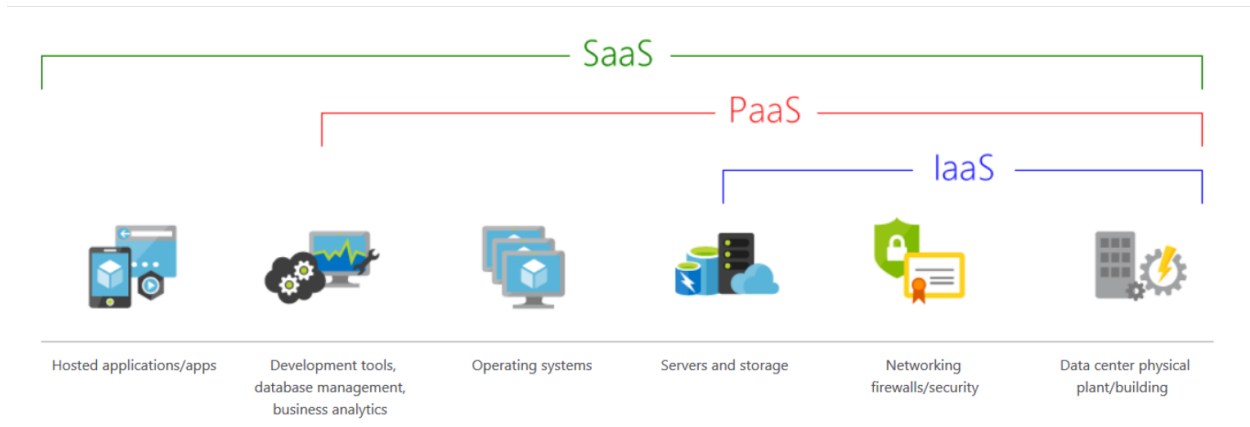 SaaS
PaaS
IaaS
Hosted applications/apps
Development tools,
database management,
business analytics
Operating systems
Servers and storage
Networking
firewalls/security
Data center physical
plant/building